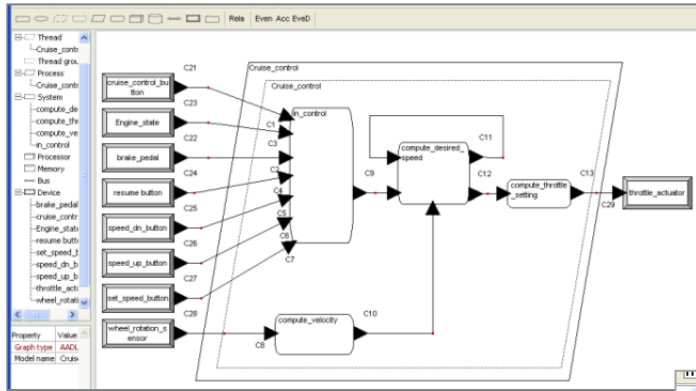 Rela Even Acc EveD
Thread
Cruise_contr
Thread grou
Process
Cruise_contr
System
compute_de
compute_thr
compute_ve
in_control
Processor
Memory
Bus
Device
brake_pedal
cruise_contr
Engine_state
resume butt
set_speed_b
speed_dn_b
speed_up_b
throttle_act
wheel_rotati
Property Value
Graph type AADL
Model name Cruis
C21
cruise_control_bu
tton
C23
Engine_state
C22
brake_pedal
C24
resume button
C25
speed_dn_button
C26
speed_up_button
C27
set_speed_button
C28
wheel_rotation_s
ensor
Cruise_control
Cruise_control
in_control
C1
C3
C2
C4
C5
C6
C7
C8
compute_velocity
C10
C9
compute_desired_
speed
C11
C12
compute_throttle
_setting
C13
C29
throttle_actuator